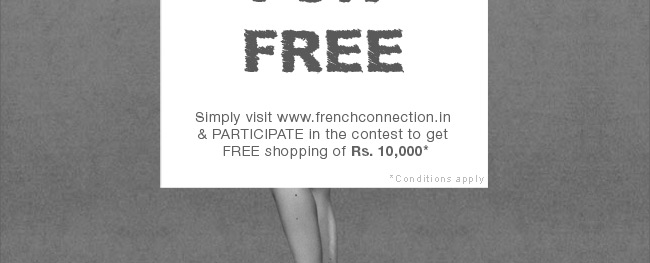 FREE
Simply visit www.frenchconnection.in
& PARTICIPATE in the contest to get
FREE shopping of Rs. 10,000*
*Conditions apply